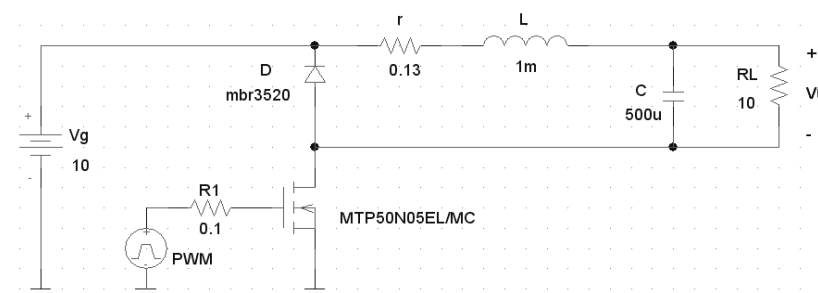 r
L
+
0.13
1m
D
mbr3520
C
500u
RL
10
-
+
Vg
10
-
R1
0.1
+
-
MTP50N05EL/MC
PWM